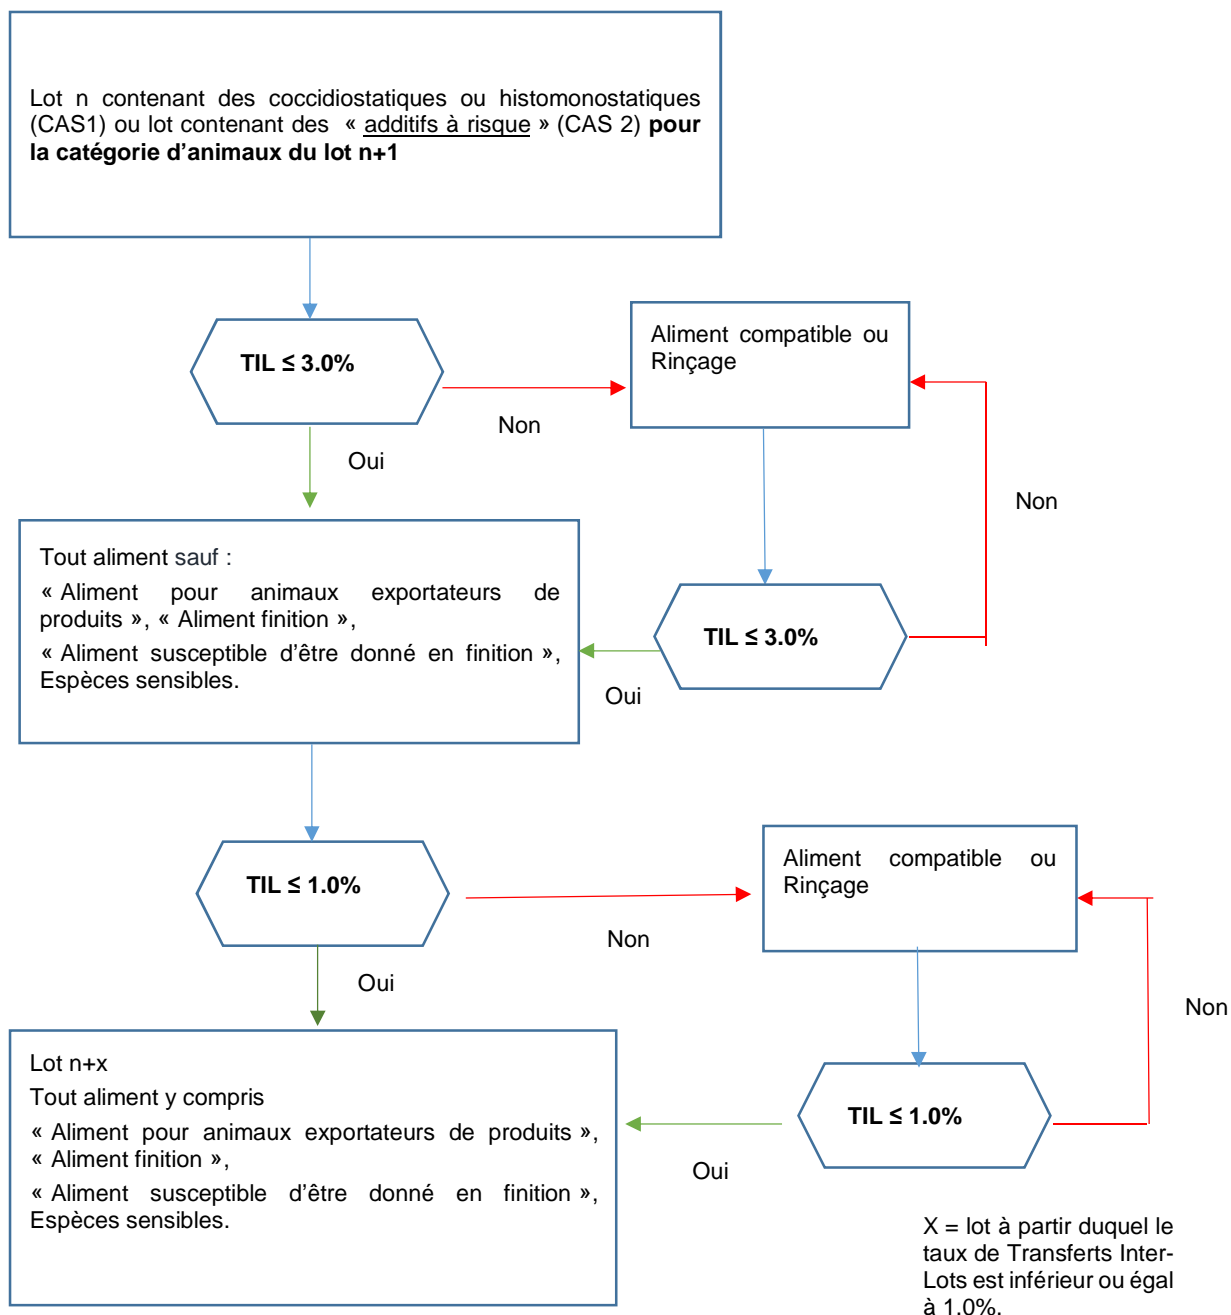 Lot n contenant des coccidiostatiques ou histomonostatiques
(CAS1) ou lot contenant des « additifs à risque » (CAS 2) pour
la catégorie d'animaux du lot n+1
TIL ≤ 3.0%
Aliment compatible ou
Rinçage
Non
Oui
Non
Tout aliment sauf :
« Aliment pour animaux exportateurs de
produits », « Aliment finition »,
« Aliment susceptible d'être donné en finition »,
Espèces sensibles.
TIL ≤ 3.0%
Oui
TIL ≤ 1.0%
Aliment compatible ou
Rinçage
Non
Oui
Non
Lot n+x
Tout aliment y compris
« Aliment pour animaux exportateurs de produits »,
« Aliment finition »,
« Aliment susceptible d'être donné en finition »,
Espèces sensibles.
TIL ≤ 1.0%
Oui
X = lot à partir duquel le
taux de Transferts Inter-
Lots est inférieur ou égal
à 1.0%.